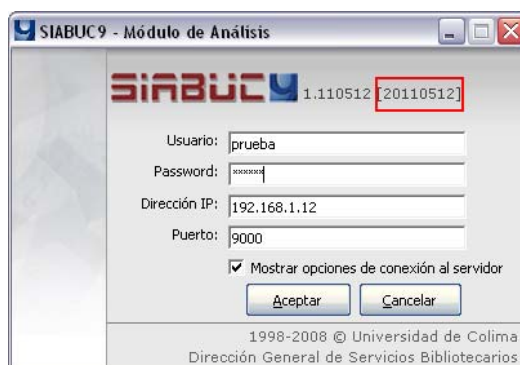 SIABUC9 - Módulo de Análisis
SIABUC9 1.110512 [20110512]
Usuario: prueba
Password: ******
Dirección IP: 192.168.1.12
Puerto: 9000
Mostrar opciones de conexión al servidor
Aceptar Cancelar
1998-2008 © Universidad de Colima
Dirección General de Servicios Bibliotecarios